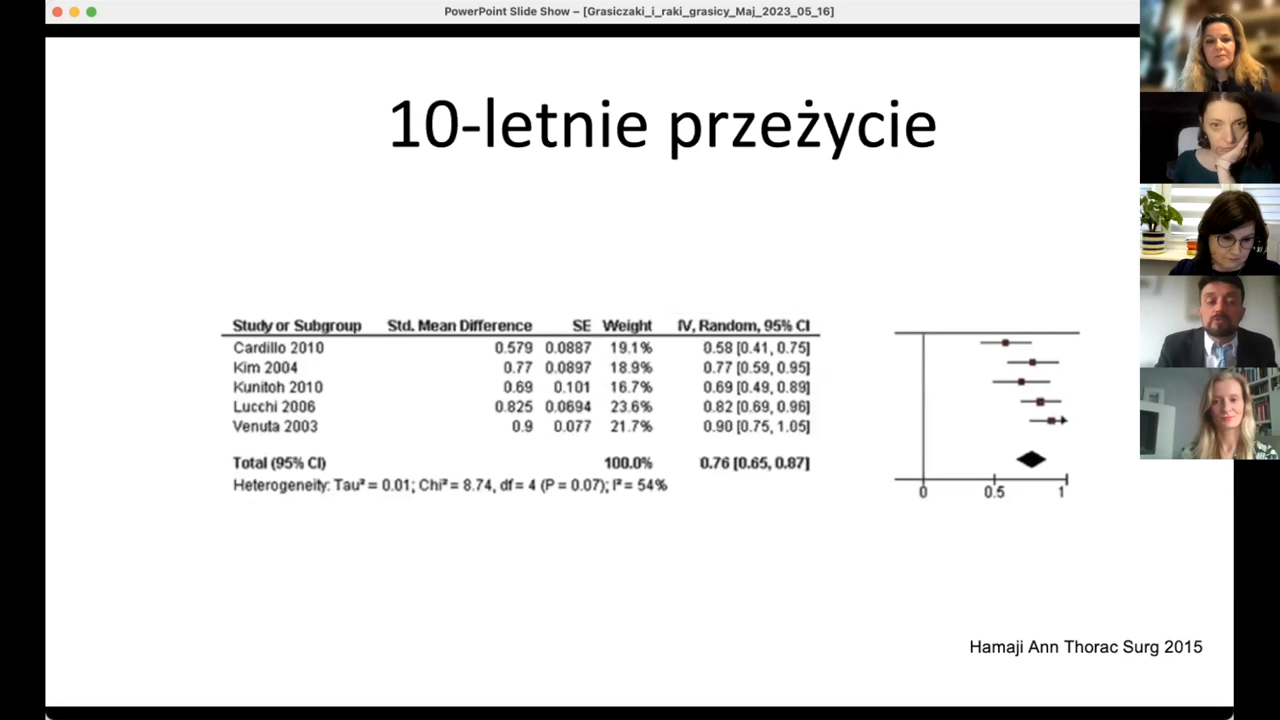 PowerPoint Slide Show – [Grasiczaki_i_raki_grasicy_Maj_2023_05_16]
10-letnie przeżycie
Study or Subgroup Std. Mean Difference SE Weight IV, Random, 95% CI
Cardillo 2010 0.579 0.0887 19.1% 0.58 [0.41, 0.75]
Kim 2004 0.77 0.0897 18.9% 0.77 [0.59, 0.95]
Kunitoh 2010 0.69 0.101 16.7% 0.69 [0.49, 0.89]
Lucchi 2006 0.825 0.0694 23.6% 0.82 [0.69, 0.96]
Venuta 2003 0.9 0.077 21.7% 0.90 [0.75, 1.05]
Total (95% CI) 100.0% 0.76 [0.65, 0.87]
Heterogeneity: Tau² = 0.01; Chi² = 8.74, df = 4 (P = 0.07); I² = 54%
0 0.5 1
Hamaji Ann Thorac Surg 2015